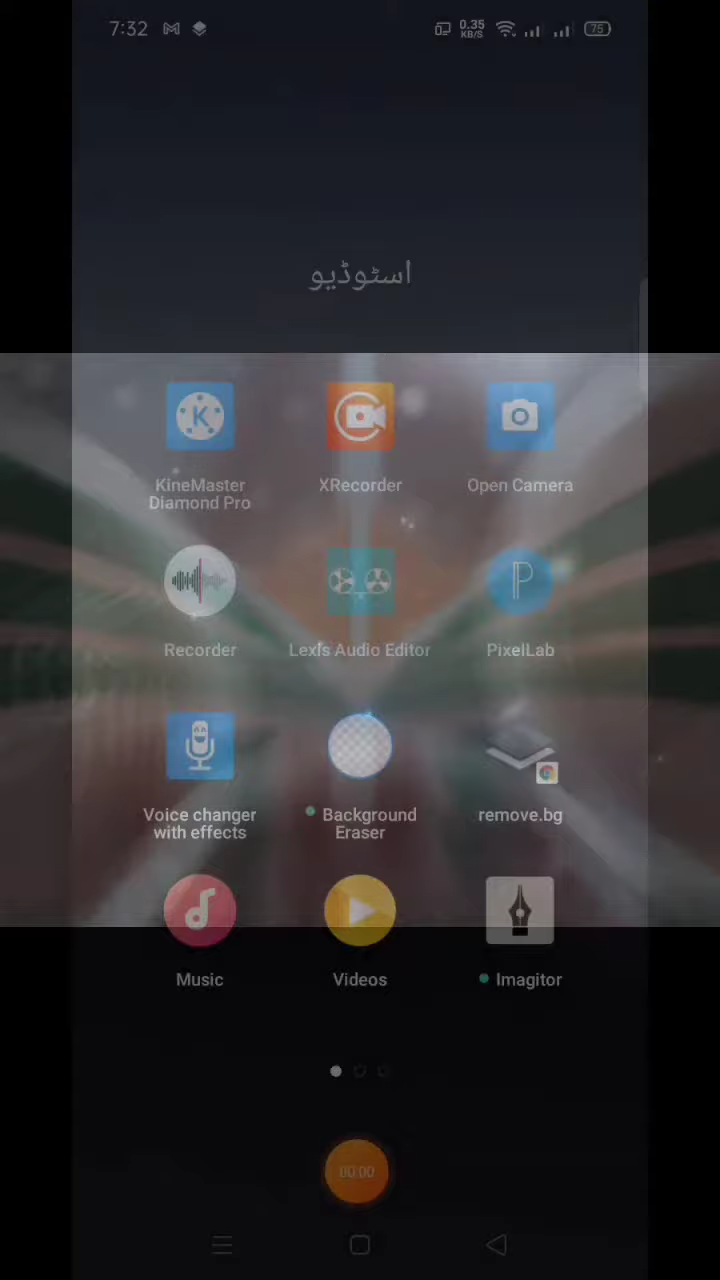 7:32 0.35 KB/S 75
اسٹوڈیو
KineMaster Diamond Pro
XRecorder
Open Camera
Recorder
Lexis Audio Editor
PixelLab
Voice changer with effects
Background Eraser
remove.bg
Music
Videos
Imagitor
00:00